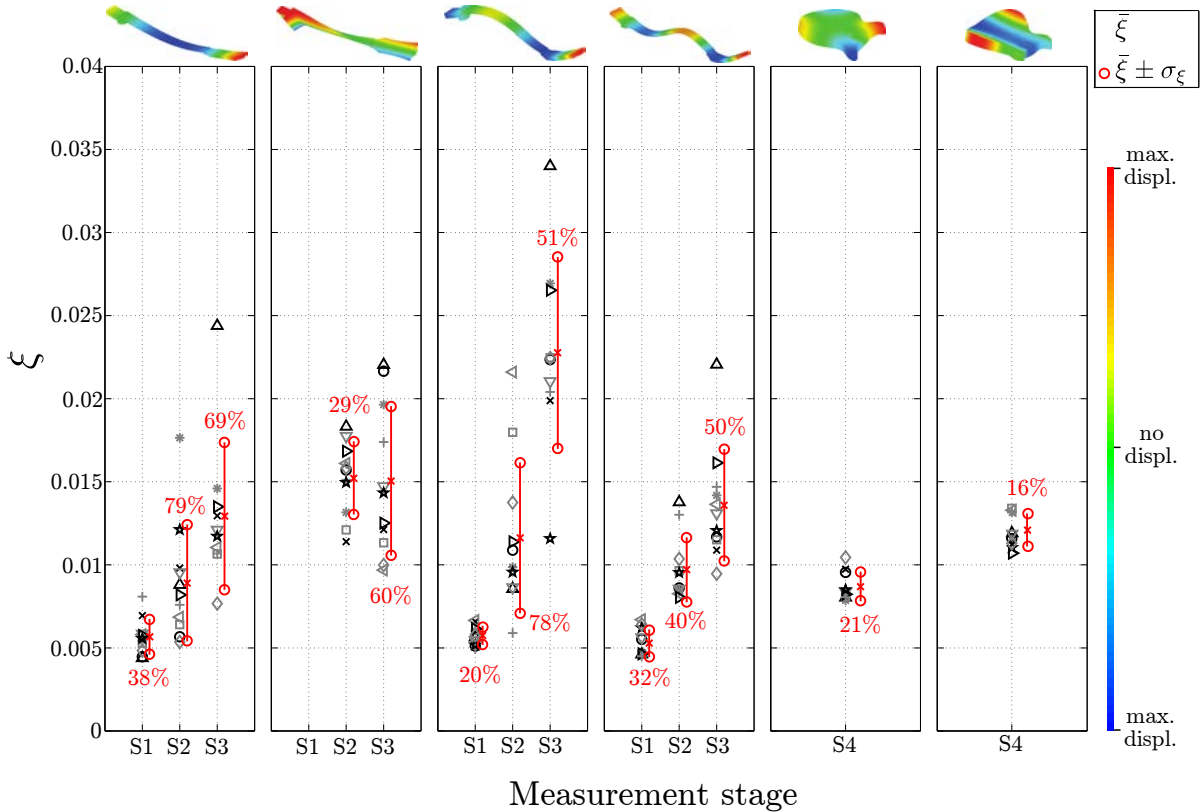 ξ̄
ξ̄ ± σ_ξ
0.04
0.035
0.03
0.025
0.02
0.015
0.01
0.005
0
ξ
38%
79%
69%
29%
60%
20%
78%
51%
32%
40%
50%
21%
16%
S1 S2 S3
S1 S2 S3
S1 S2 S3
S1 S2 S3
S4
S4
Measurement stage
max.
displ.
no
displ.
max.
displ.